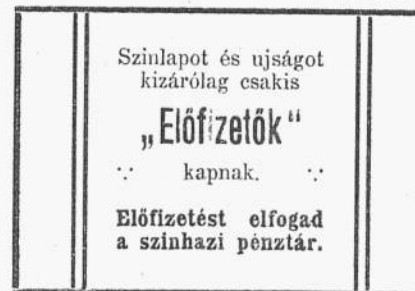 Szinlapot és ujságot
kizárólag csakis
„Előfizetők“
∵ kapnak. ∵
Előfizetést elfogad
a szinhazi pénztár.